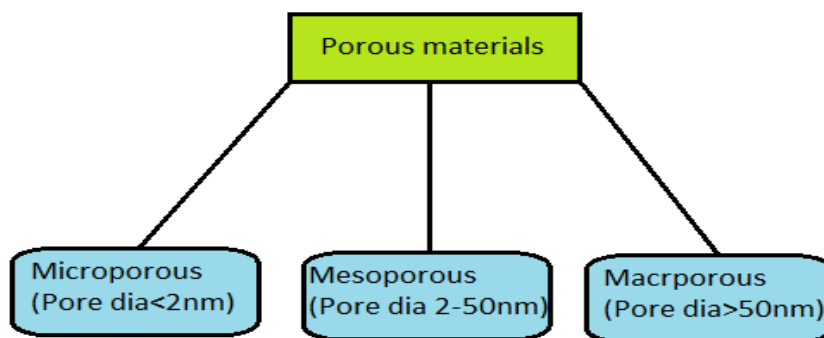 Porous materials
Microporous
(Pore dia<2nm)
Mesoporous
(Pore dia 2-50nm)
Macrporous
(Pore dia>50nm)